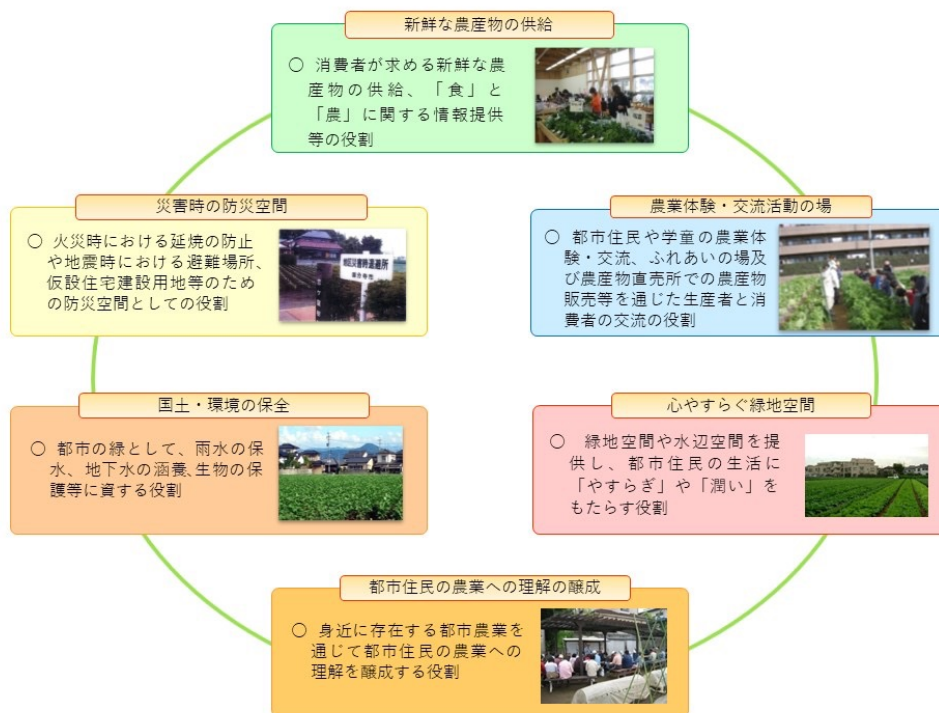 新鮮な農産物の供給
○ 消費者が求める新鮮な農
産物の供給、「食」と
「農」に関する情報提供
等の役割
災害時の防災空間
○ 火災時における延焼の防止
や地震時における避難場所、
仮設住宅建設用地等のため
の防災空間としての役割
農業体験・交流活動の場
○ 都市住民や学童の農業体
験・交流、ふれあいの場及
び農産物直売所での農産物
販売等を通じた生産者と消
費者の交流の役割
国土・環境の保全
○ 都市の緑として、雨水の保
水、地下水の涵養、生物の保
護等に資する役割
心やすらぐ緑地空間
○ 緑地空間や水辺空間を提
供し、都市住民の生活に
「やすらぎ」や「潤い」を
もたらす役割
都市住民の農業への理解の醸成
○ 身近に存在する都市農業を
通じて都市住民の農業への
理解を醸成する役割